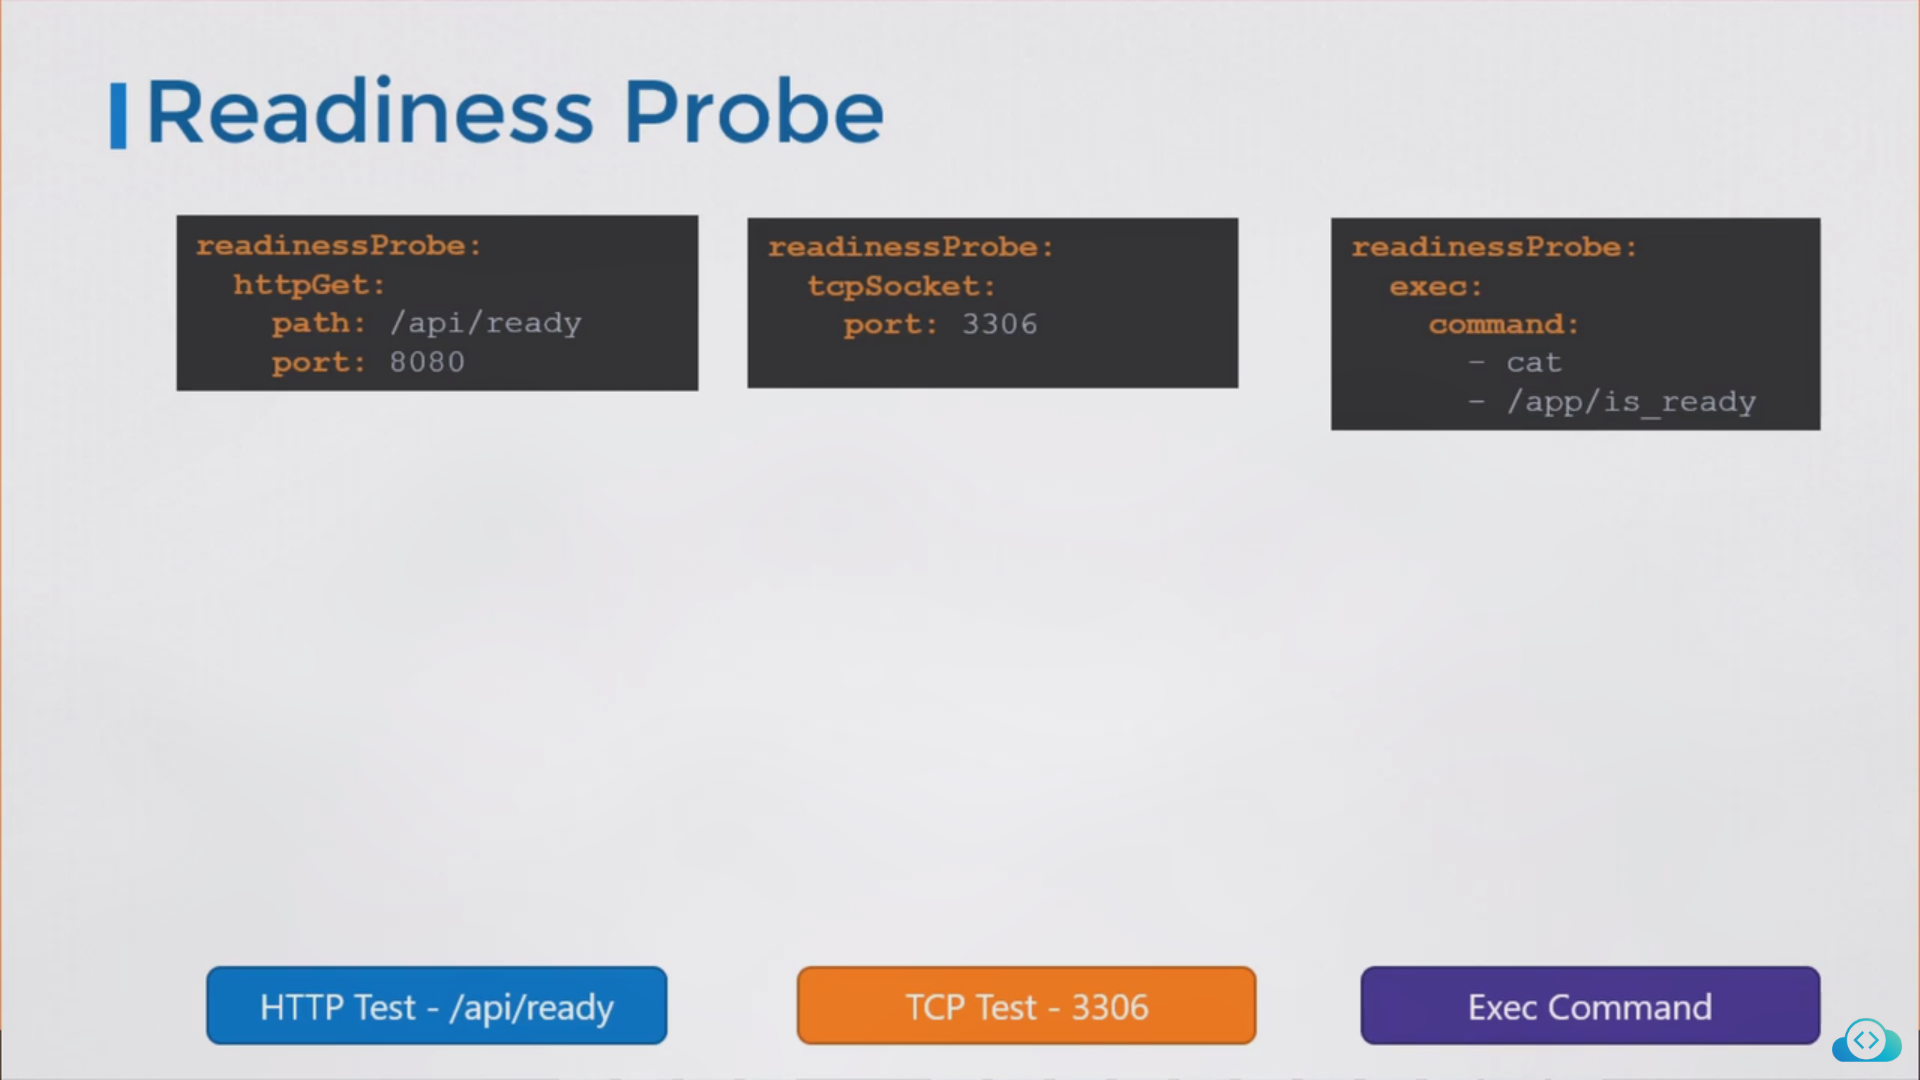 Readiness Probe
readinessProbe:
  httpGet:
    path: /api/ready
    port: 8080
readinessProbe:
  tcpSocket:
    port: 3306
readinessProbe:
  exec:
    command:
      - cat
      - /app/is_ready
HTTP Test - /api/ready
TCP Test - 3306
Exec Command